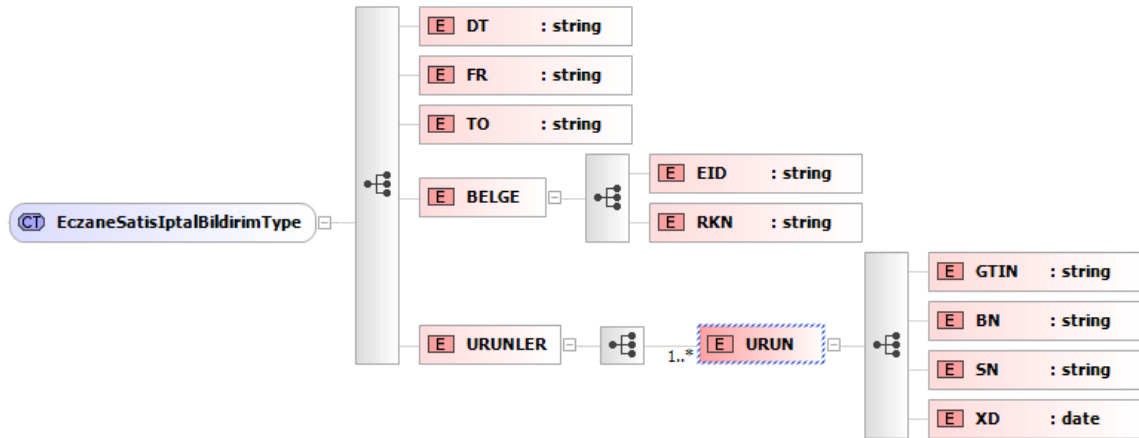 E DT : string
E FR : string
E TO : string
E BELGE
E EID : string
E RKN : string
CT EczaneSatisIptalBildirimType
E URUNLER
1..*
E URUN
E GTIN : string
E BN : string
E SN : string
E XD : date